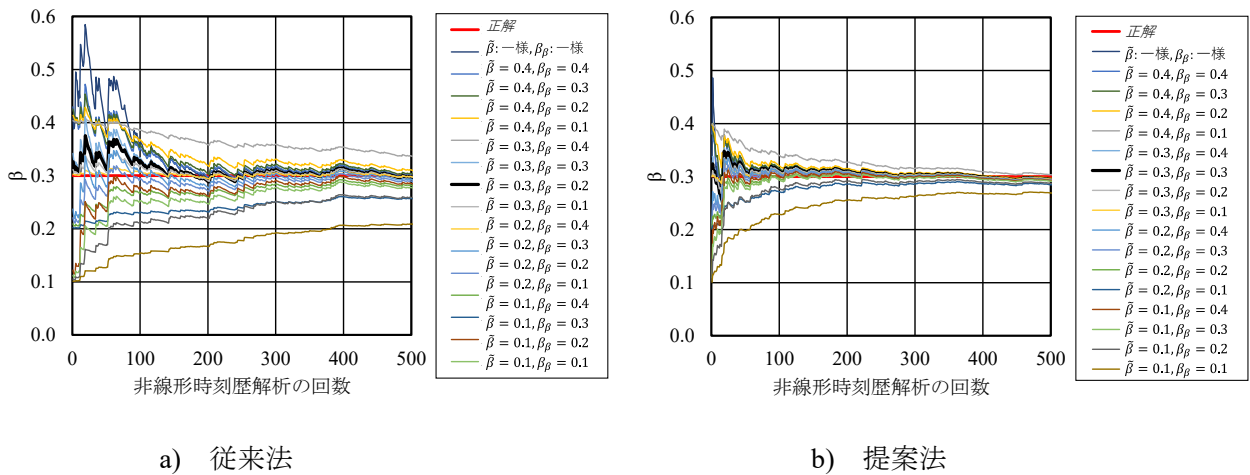 0.6
0.5
0.4
0.3
0.2
0.1
0.0
β
0 100 200 300 400 500
非線形時刻歴解析の回数
正解
β̃: 一様, β_β: 一様
β̃ = 0.4, β_β = 0.4
β̃ = 0.4, β_β = 0.3
β̃ = 0.4, β_β = 0.2
β̃ = 0.4, β_β = 0.1
β̃ = 0.3, β_β = 0.4
β̃ = 0.3, β_β = 0.3
β̃ = 0.3, β_β = 0.2
β̃ = 0.3, β_β = 0.1
β̃ = 0.2, β_β = 0.4
β̃ = 0.2, β_β = 0.3
β̃ = 0.2, β_β = 0.2
β̃ = 0.2, β_β = 0.1
β̃ = 0.1, β_β = 0.4
β̃ = 0.1, β_β = 0.3
β̃ = 0.1, β_β = 0.2
β̃ = 0.1, β_β = 0.1
a) 従来法
0.6
0.5
0.4
0.3
0.2
0.1
0.0
β
0 100 200 300 400 500
非線形時刻歴解析の回数
正解
β̃: 一様, β_β: 一様
β̃ = 0.4, β_β = 0.4
β̃ = 0.4, β_β = 0.3
β̃ = 0.4, β_β = 0.2
β̃ = 0.4, β_β = 0.1
β̃ = 0.3, β_β = 0.4
β̃ = 0.3, β_β = 0.3
β̃ = 0.3, β_β = 0.2
β̃ = 0.3, β_β = 0.1
β̃ = 0.2, β_β = 0.4
β̃ = 0.2, β_β = 0.3
β̃ = 0.2, β_β = 0.2
β̃ = 0.2, β_β = 0.1
β̃ = 0.1, β_β = 0.4
β̃ = 0.1, β_β = 0.3
β̃ = 0.1, β_β = 0.2
β̃ = 0.1, β_β = 0.1
b) 提案法